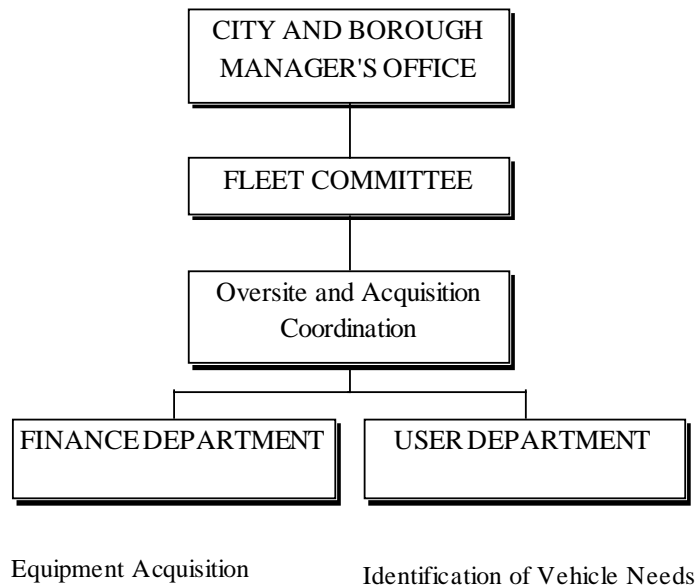 CITY AND BOROUGH
MANAGER'S OFFICE
FLEET COMMITTEE
Oversite and Acquisition
Coordination
FINANCE DEPARTMENT
USER DEPARTMENT
Equipment Acquisition
Identification of Vehicle Needs